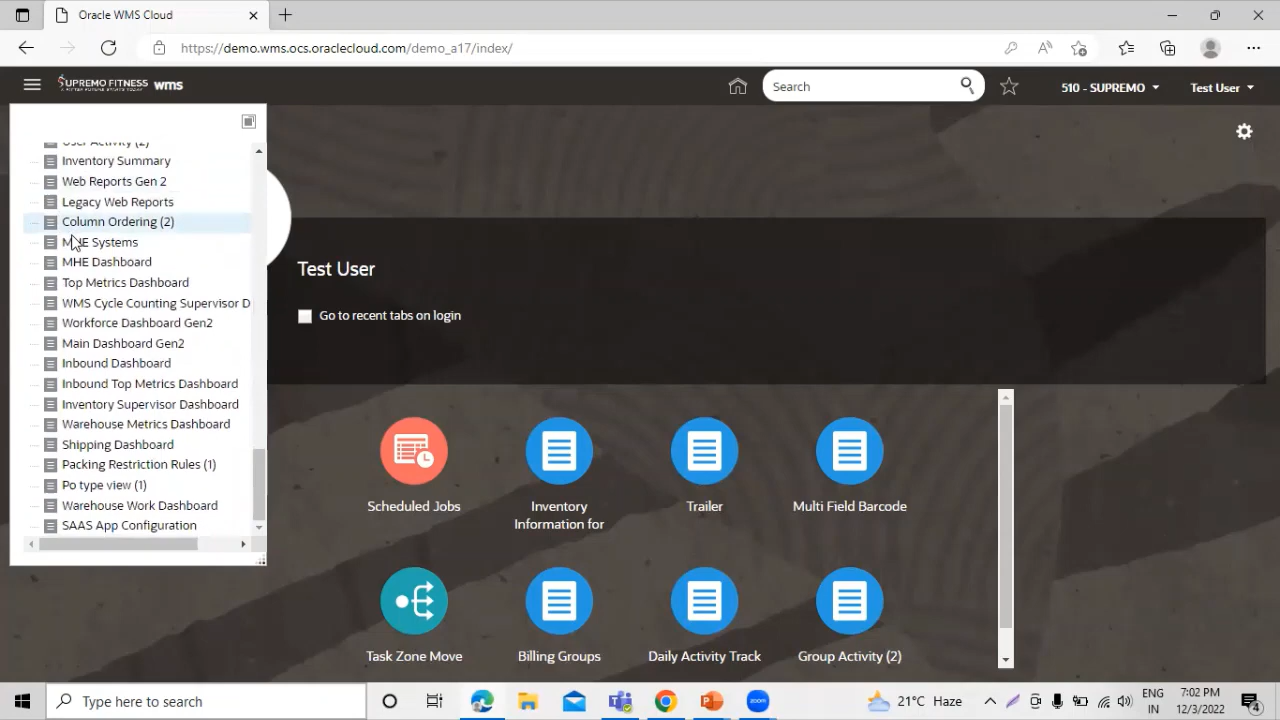 Oracle WMS Cloud
https://demo.wms.ocs.oraclecloud.com/demo_a17/index/
SUPREMO FITNESS wms
Search
510 - SUPREMO
Test User
User Activity (2)
Inventory Summary
Web Reports Gen 2
Legacy Web Reports
Column Ordering (2)
MHE Systems
MHE Dashboard
Top Metrics Dashboard
WMS Cycle Counting Supervisor D
Workforce Dashboard Gen2
Main Dashboard Gen2
Inbound Dashboard
Inbound Top Metrics Dashboard
Inventory Supervisor Dashboard
Warehouse Metrics Dashboard
Shipping Dashboard
Packing Restriction Rules (1)
Po type view (1)
Warehouse Work Dashboard
SAAS App Configuration
Test User
Go to recent tabs on login
Scheduled Jobs
Inventory
Information for
Trailer
Multi Field Barcode
Task Zone Move
Billing Groups
Daily Activity Track
Group Activity (2)
Type here to search
21°C Haze
ENG
IN
7:02 PM
12/3/2022
4